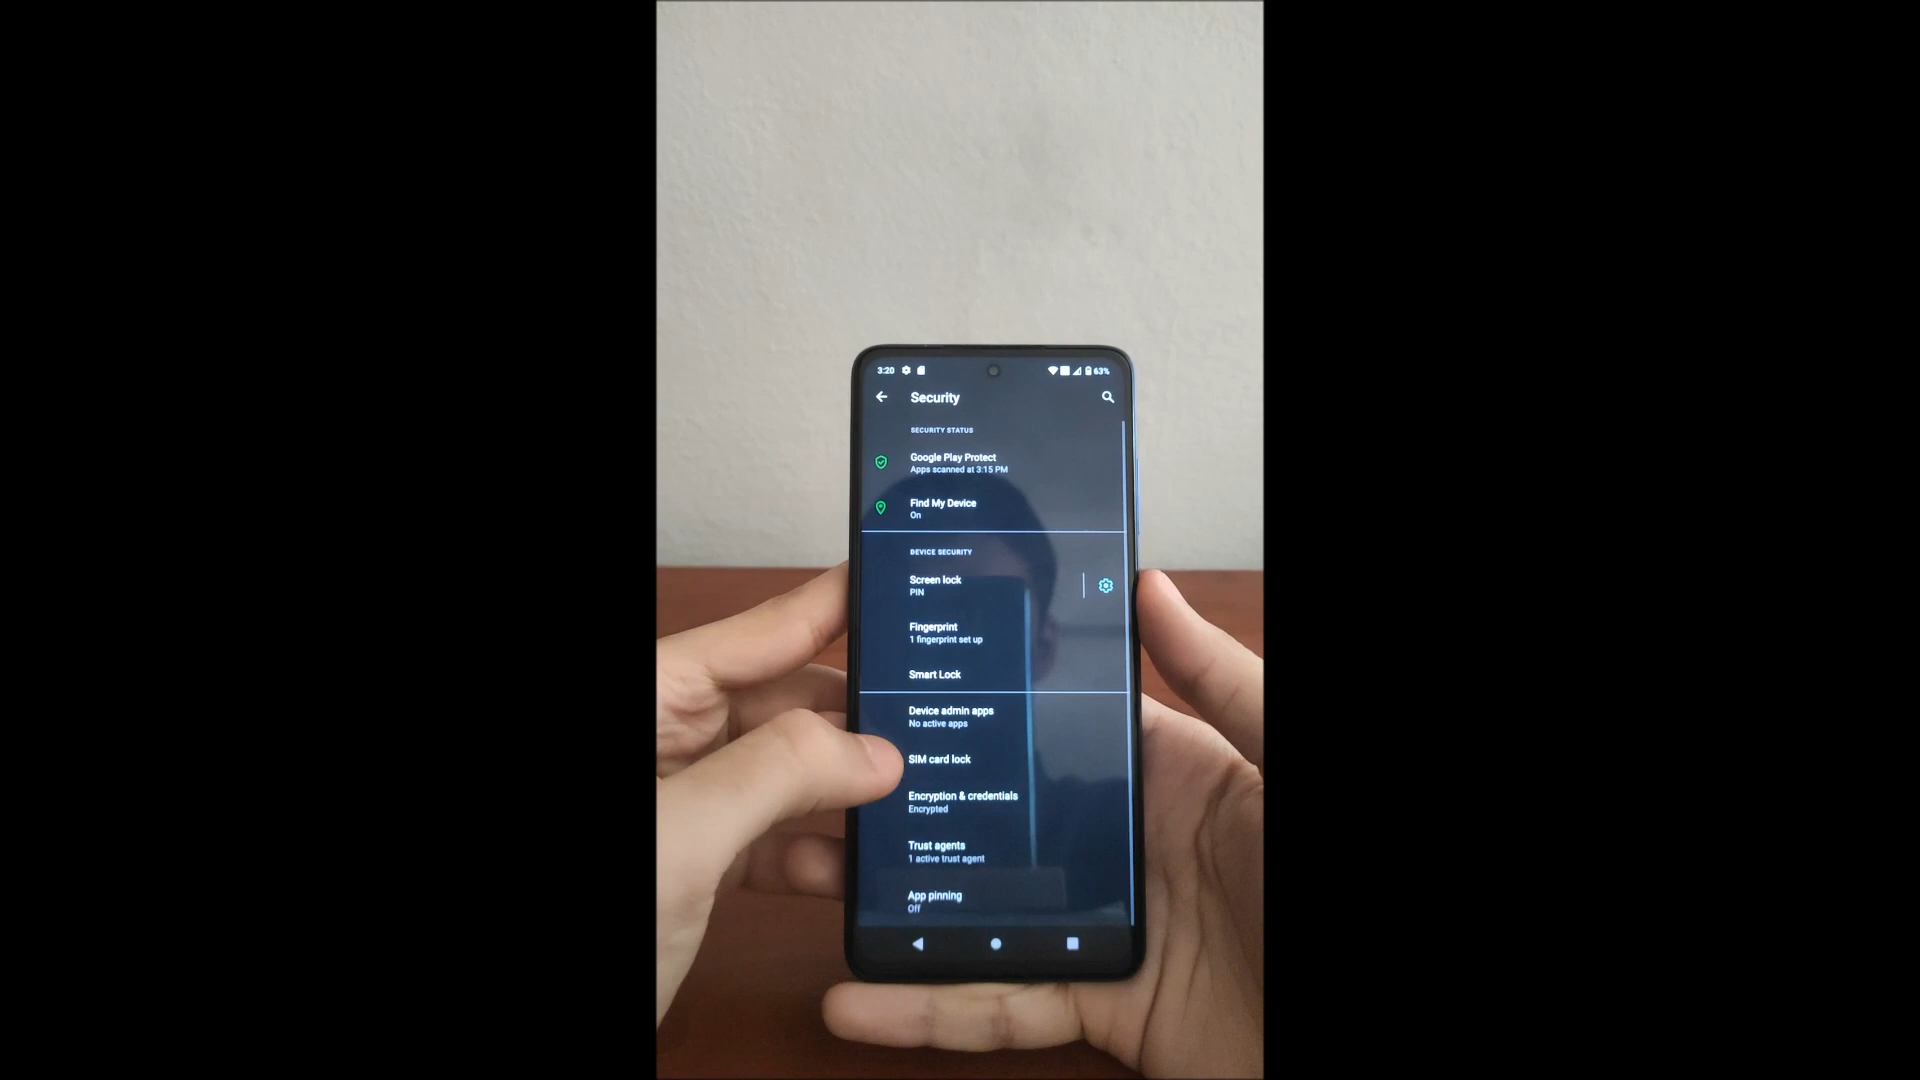 3:20
63%
Security
SECURITY STATUS
Google Play Protect
Apps scanned at 3:15 PM
Find My Device
On
DEVICE SECURITY
Screen lock
PIN
Fingerprint
1 fingerprint set up
Smart Lock
Device admin apps
No active apps
SIM card lock
Encryption & credentials
Encrypted
Trust agents
1 active trust agent
App pinning
Off